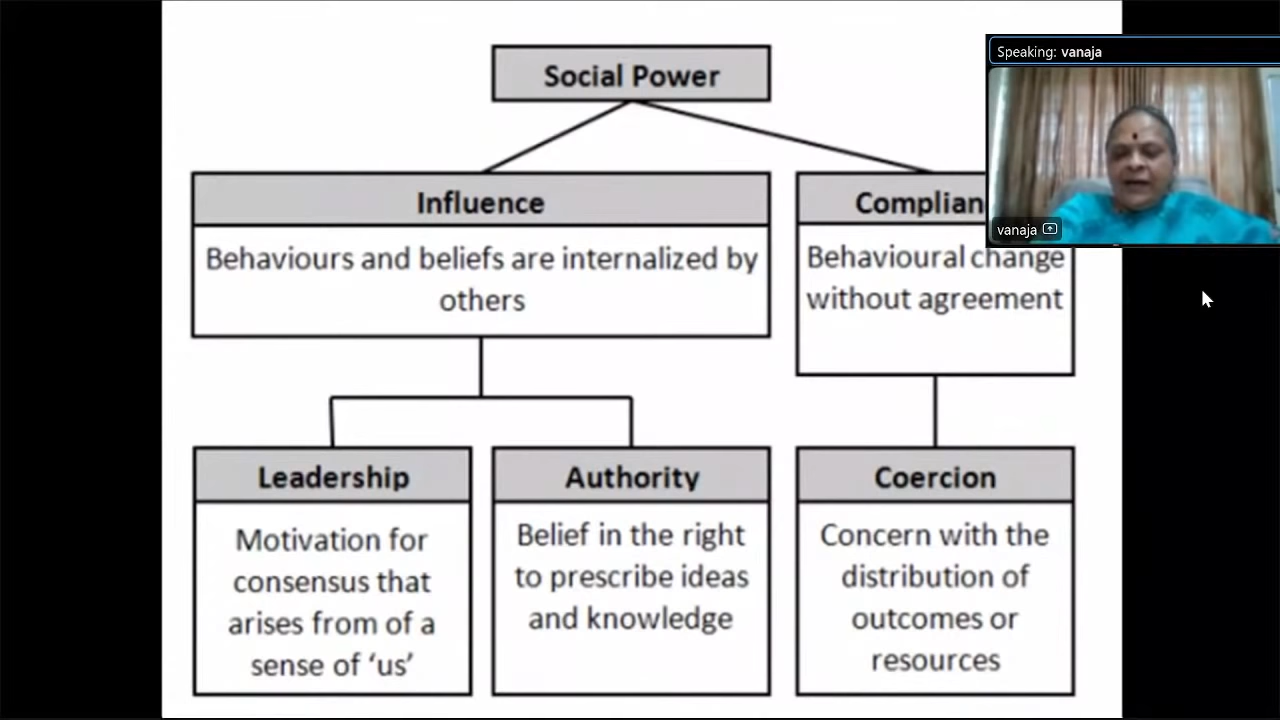 Social Power
Speaking: vanaja
Influence
Behaviours and beliefs are internalized by
others
vanaja
Behavioural change
without agreement
Leadership
Motivation for
consensus that
arises from of a
sense of ‘us’
Authority
Belief in the right
to prescribe ideas
and knowledge
Coercion
Concern with the
distribution of
outcomes or
resources